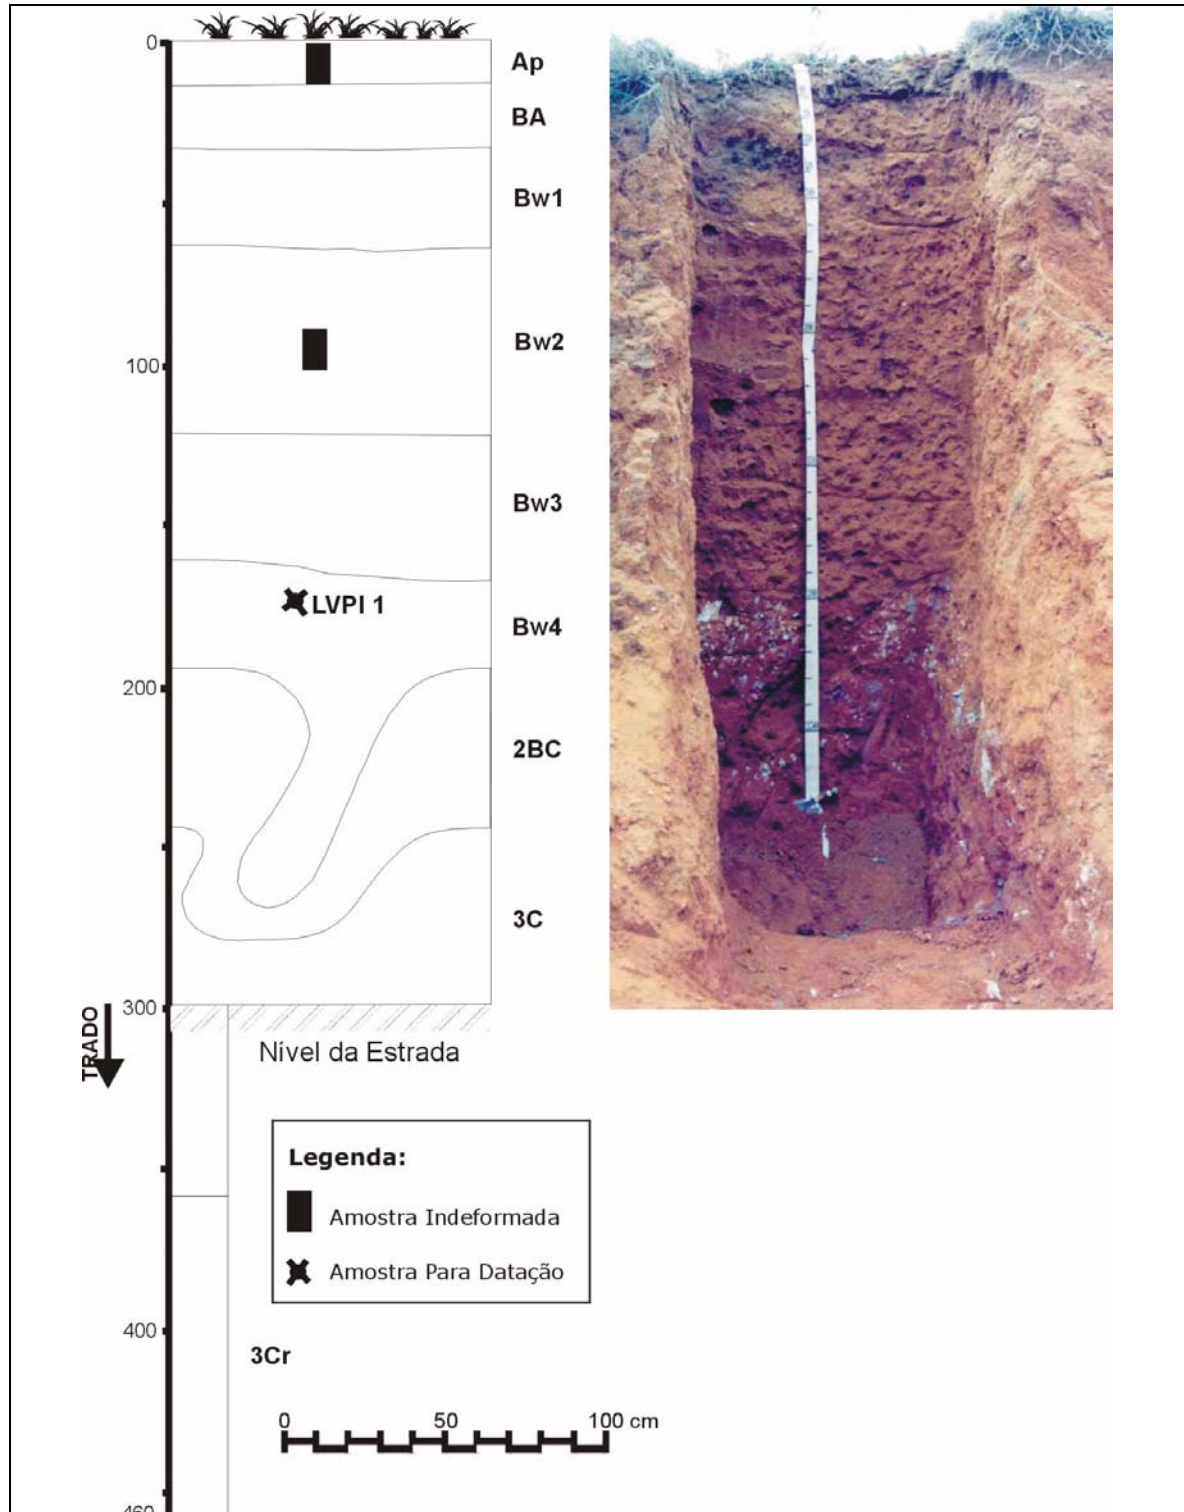 0
Ap
BA
Bw1
Bw2
100
Bw3
LVPI 1
Bw4
200
2BC
3C
300
TRADO
Nível da Estrada
Legenda:
Amostra Indeformada
Amostra Para Datação
400
3Cr
0 50 100 cm